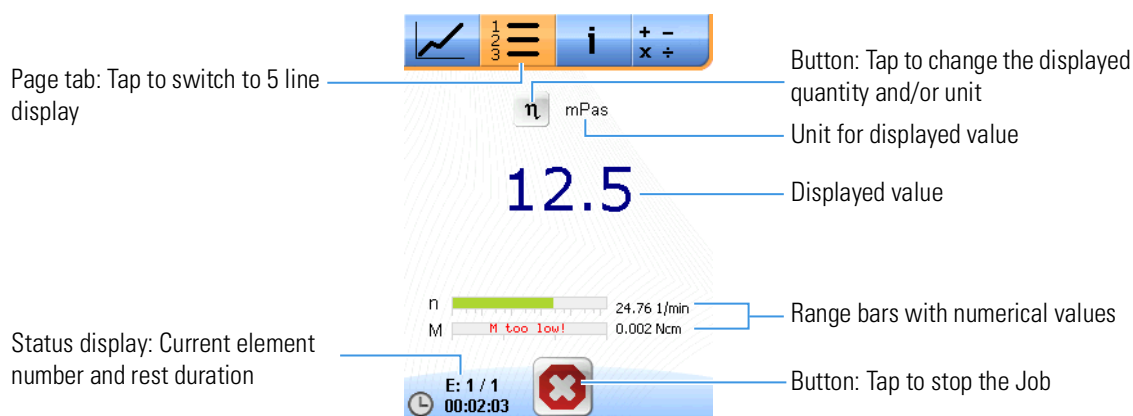 1
2
3
i
+ −
x ÷
Page tab: Tap to switch to 5 line
display
Button: Tap to change the displayed
quantity and/or unit
η mPas
Unit for displayed value
12.5
Displayed value
n 24.76 1/min
M M too low! 0.002 Ncm
Range bars with numerical values
Status display: Current element
number and rest duration
E: 1 / 1
00:02:03
Button: Tap to stop the Job